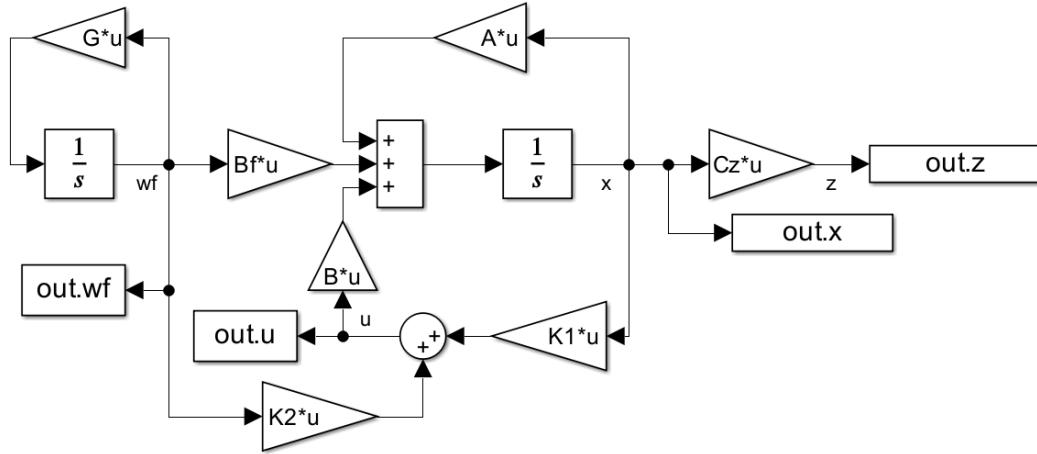 G*u
A*u
+
+
+
1
s
wf
Bf*u
1
s
x
Cz*u
z
out.z
out.x
out.wf
B*u
out.u
u
+
+
K1*u
K2*u